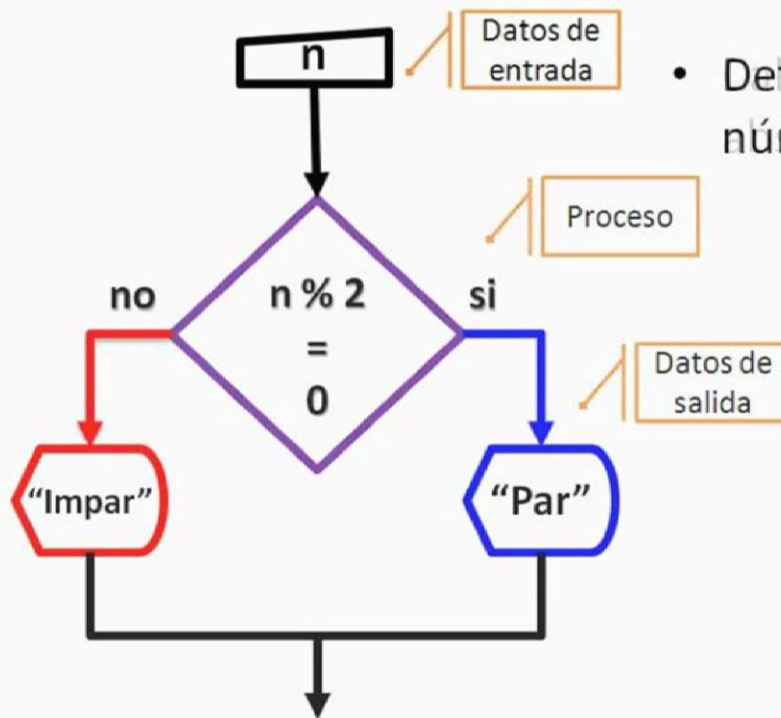 n
Datos de
entrada
•
Proceso
no
n % 2
=
0
si
Datos de
salida
“Impar”
“Par”